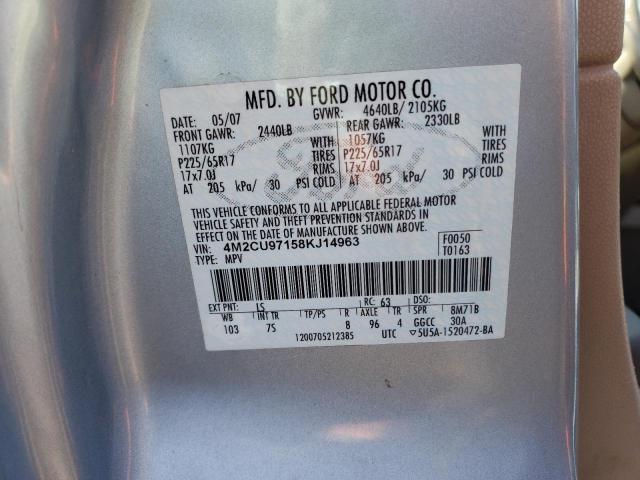 MFD. BY FORD MOTOR CO.
DATE: 05/07 GVWR: 4640LB/ 2105KG
FRONT GAWR: 2440LB REAR GAWR: 2330LB
1107KG WITH 1057KG WITH
P225/65R17 TIRES P225/65R17 TIRES
17x7.0J RIMS 17x7.0J RIMS
AT 205 kPa/ 30 PSI COLD AT 205 kPa/ 30 PSI COLD
THIS VEHICLE CONFORMS TO ALL APPLICABLE FEDERAL MOTOR
VEHICLE SAFETY AND THEFT PREVENTION STANDARDS IN
EFFECT ON THE DATE OF MANUFACTURE SHOWN ABOVE.
VIN: 4M2CU97158KJ14963 F0050
TYPE: MPV T0163
EXT PNT: IS RC: 63 DSO:
WB INT TR TP/PS R AXLE TR SPR 8M71B
103 7S 8 96 4 GGCC 30A
1200705212385 UTC 5U5A-1520472-BA
Ford